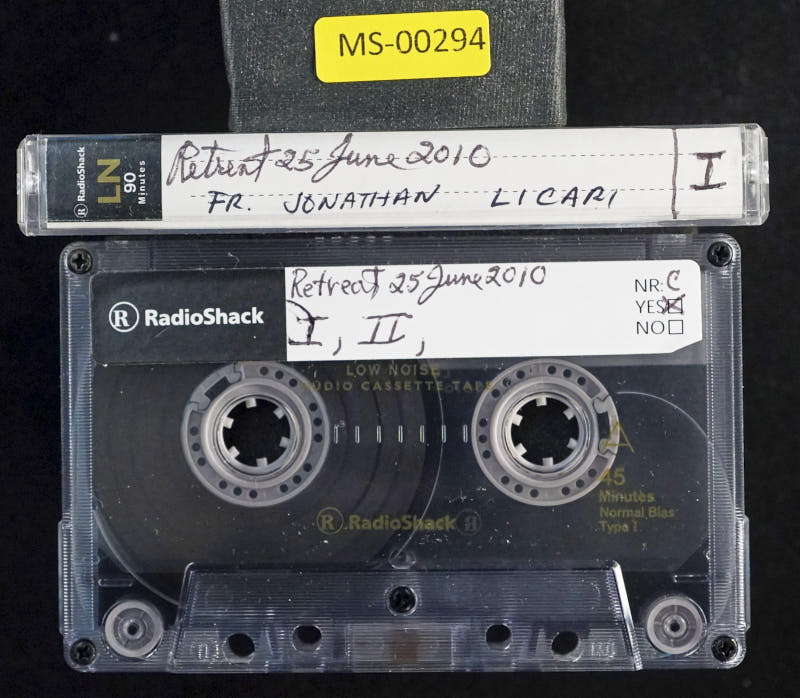 MS-00294
RadioShack
LN
90
Minutes
Retreat 25 June 2010
FR. JONATHAN LICARI
I
RadioShack
Retreat 25 June 2010
I, II,
NR: C
YES
NO
LOW NOISE
AUDIO CASSETTE TAPE
A
45
Minutes
Normal Bias
Type I
RadioShack